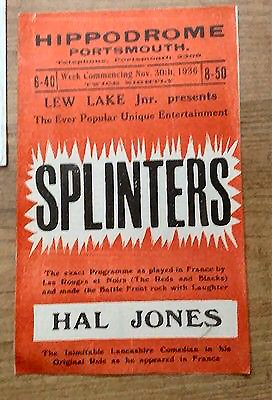 HIPPODROME
PORTSMOUTH.
Telephone, Portsmouth
6-40 Week Commencing Nov. 30th, 1936 8-50
TWICE NIGHTLY
LEW LAKE Jnr. presents
The Ever Popular Unique Entertainment
SPLINTERS
The exact Programme as played in France by
Les Rouges et Noirs (The Reds and Blacks)
and made the Battle Front rock with Laughter
HAL JONES
The Inimitable Lancashire Comedian in his
Original Role as he appeared in France